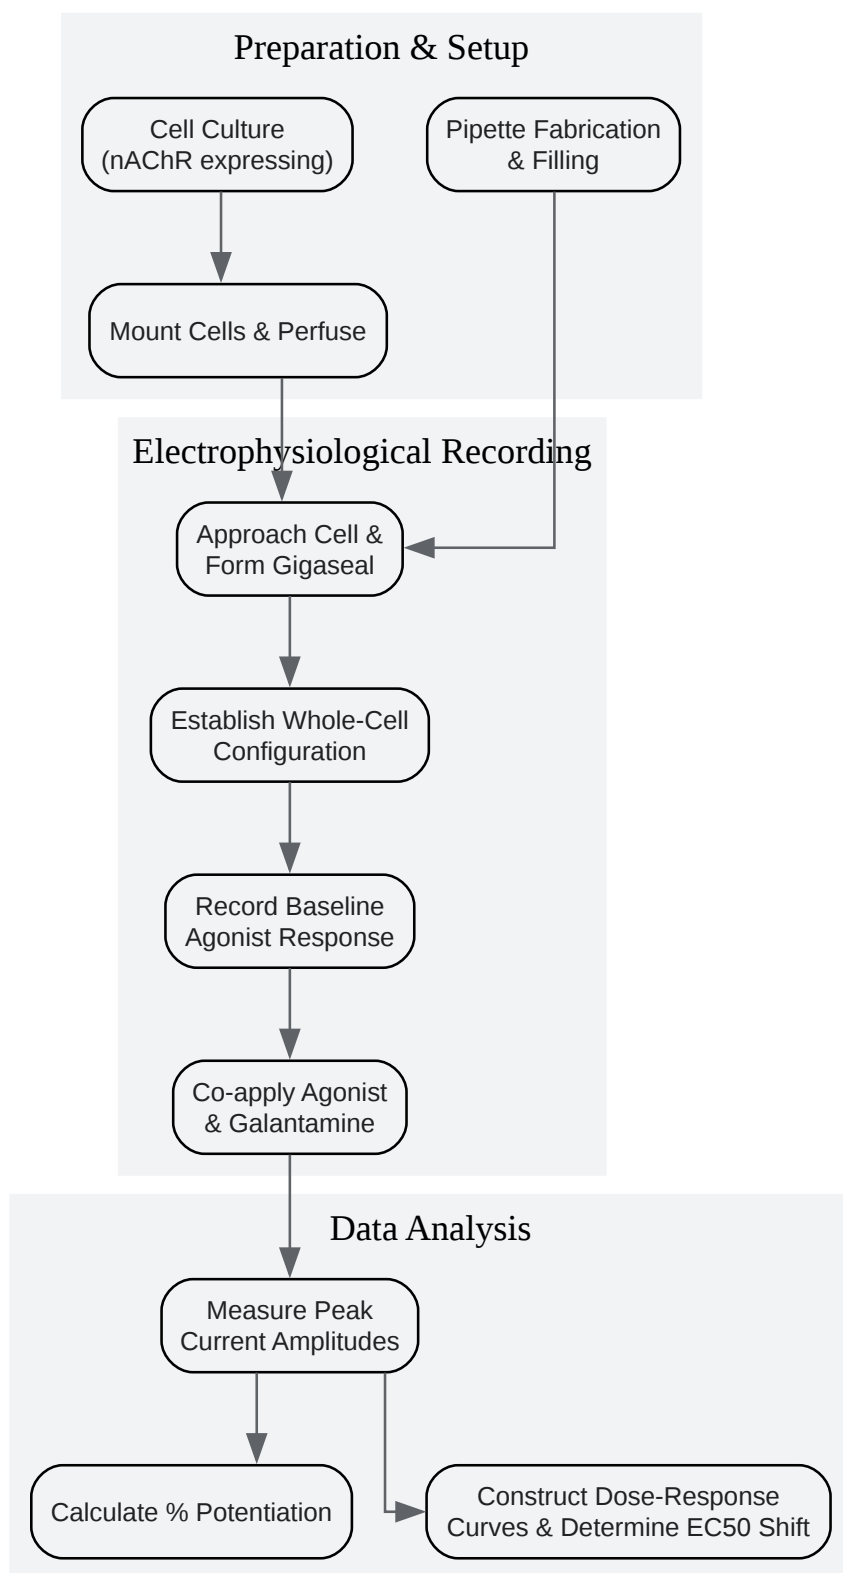 Preparation & Setup
Cell Culture
(nAChR expressing)
Pipette Fabrication
& Filling
Mount Cells & Perfuse
Electrophysiological Recording
Approach Cell &
Form Gigaseal
Establish Whole-Cell
Configuration
Record Baseline
Agonist Response
Co-apply Agonist
& Galantamine
Data Analysis
Measure Peak
Current Amplitudes
Calculate % Potentiation
Construct Dose-Response
Curves & Determine EC50 Shift